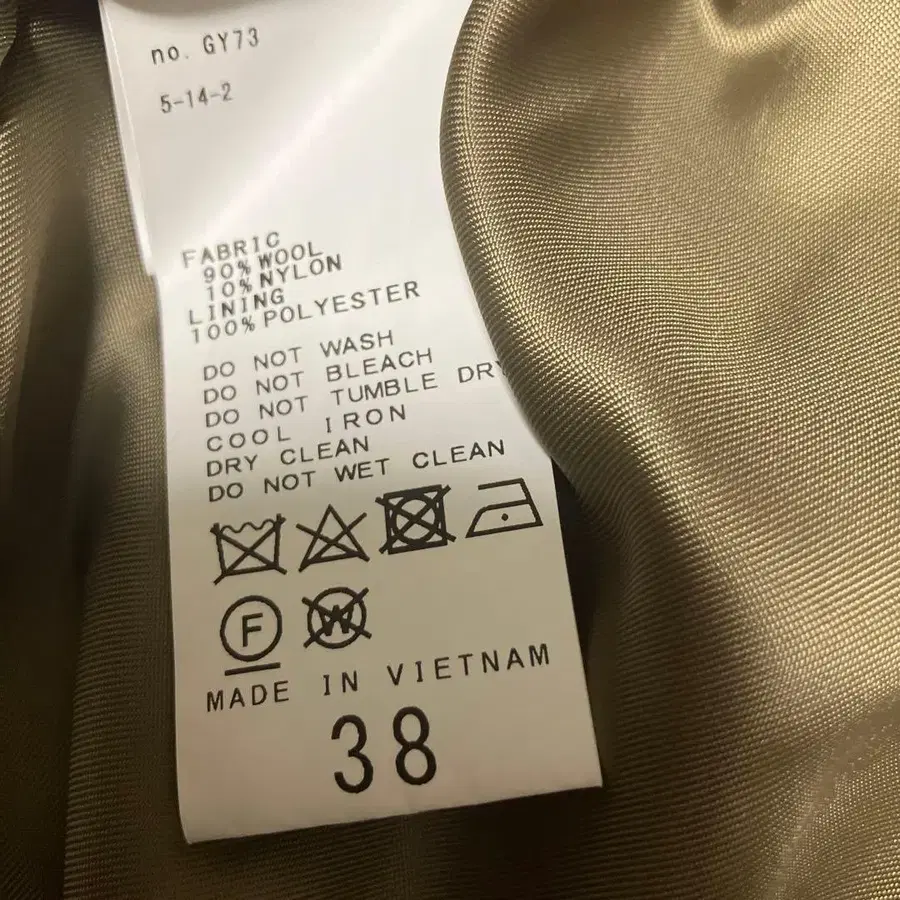 no. GY73
5-14-2
FABRIC
90% WOOL
10% NYLON
LINING
100% POLYESTER
DO NOT WASH
DO NOT BLEACH
DO NOT TUMBLE DRY
COOL IRON
DRY CLEAN
DO NOT WET CLEAN
F W
MADE IN VIETNAM
38